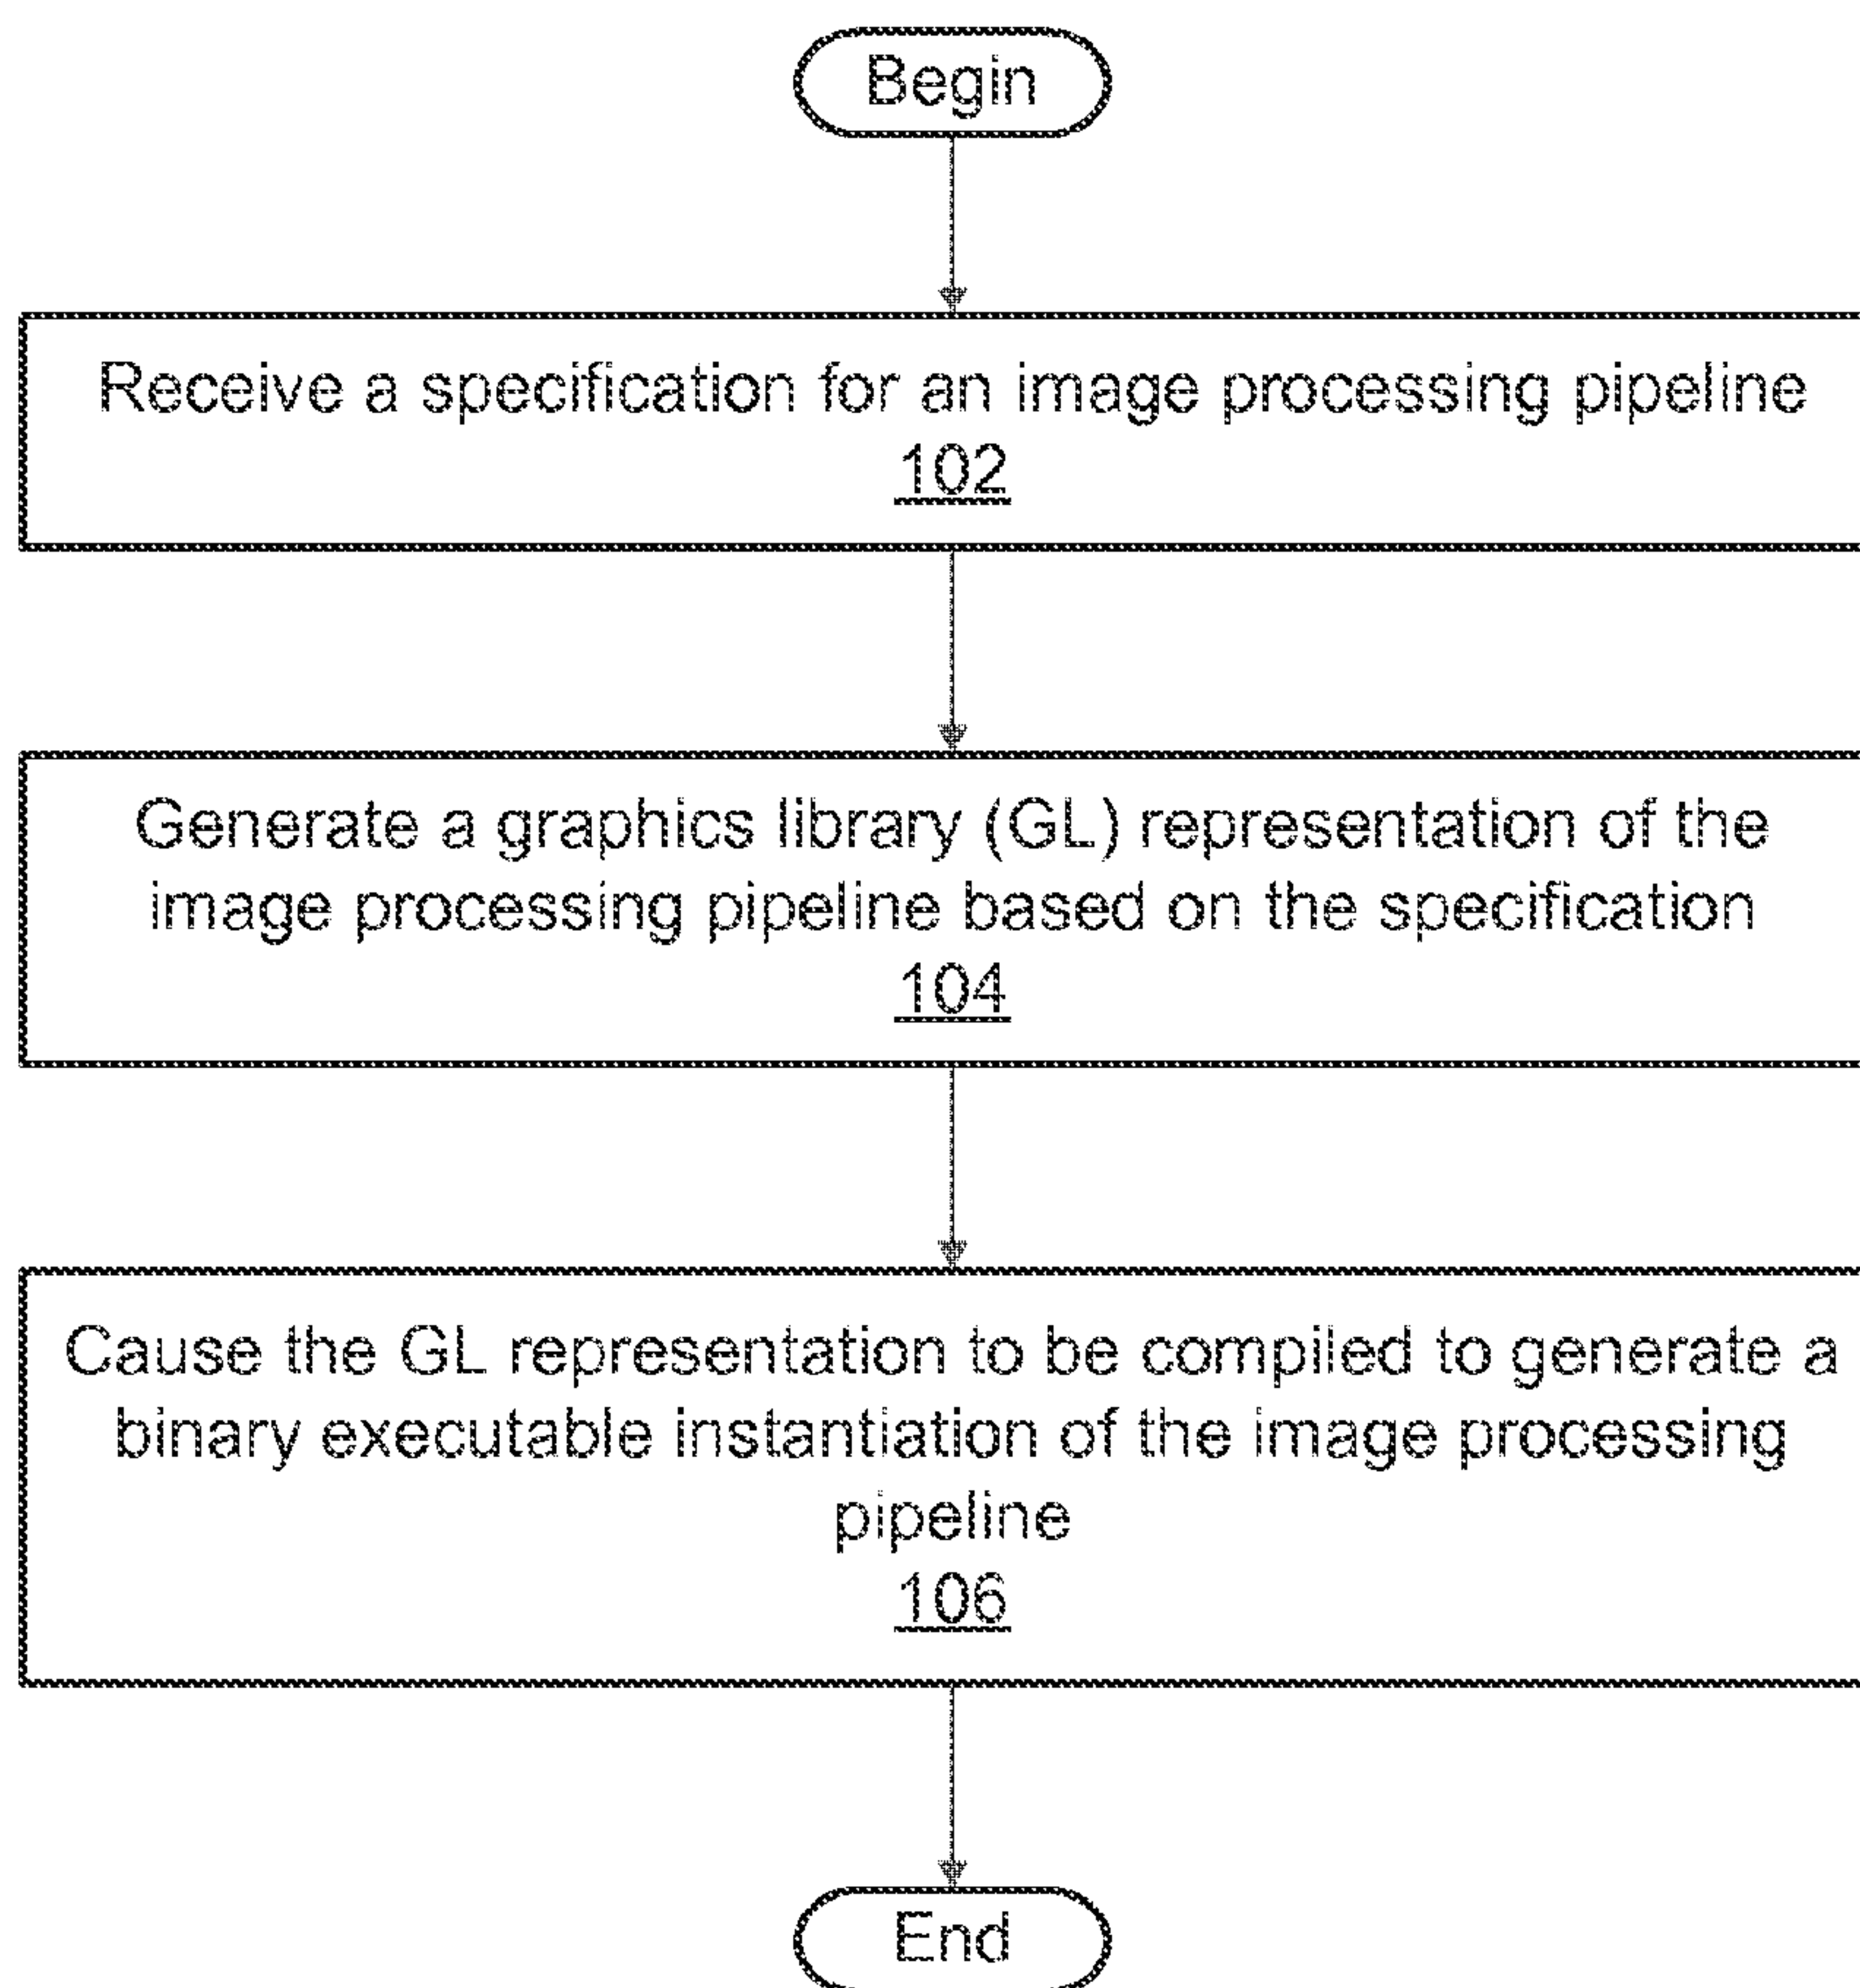 Begin
Receive a specification for an image processing pipeline
102
Generate a graphics library (GL) representation of the
image processing pipeline based on the specification
104
Cause the GL representation to be compiled to generate a
binary executable instantiation of the image processing
pipeline
106
End